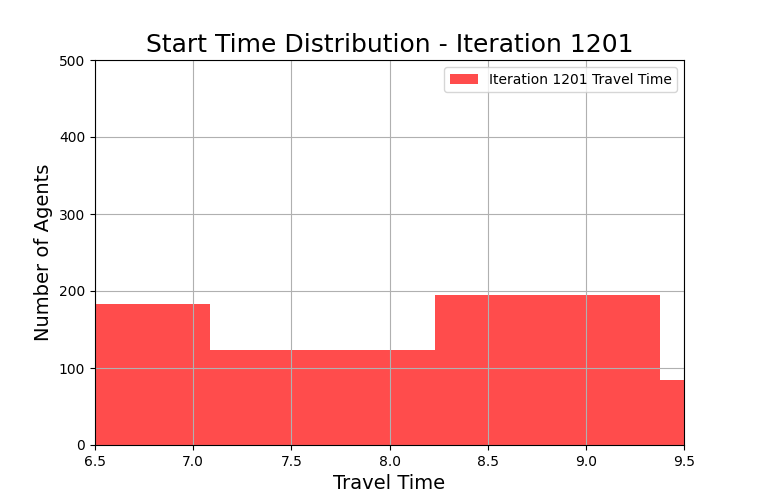 Start Time Distribution - Iteration 1201
Iteration 1201 Travel Time
Number of Agents
500
400
300
200
100
0
6.5 7.0 7.5 8.0 8.5 9.0 9.5
Travel Time